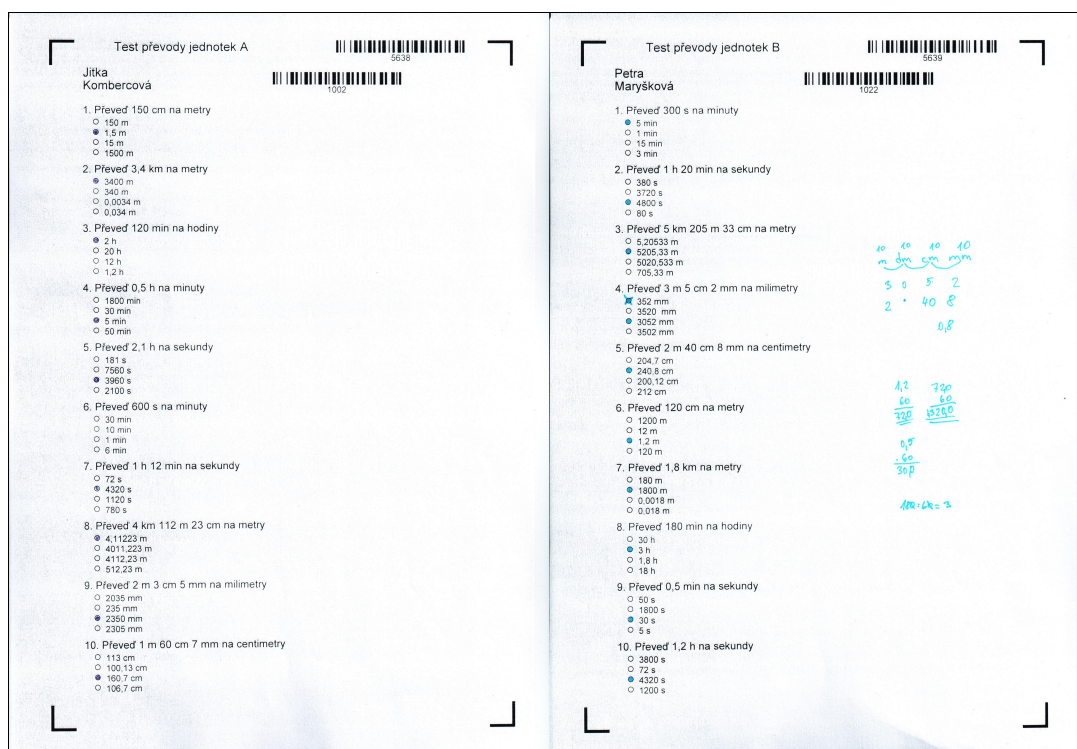 Test převody jednotek A
5638
Jitka
Kombercová
1002
1. Převeď 150 cm na metry
150 m
1,5 m
15 m
1500 m
2. Převeď 3,4 km na metry
3400 m
340 m
0,0034 m
0,034 m
3. Převeď 120 min na hodiny
2 h
20 h
12 h
1,2 h
4. Převeď 0,5 h na minuty
1800 min
30 min
5 min
50 min
5. Převeď 2,1 h na sekundy
181 s
7560 s
3960 s
2100 s
6. Převeď 600 s na minuty
30 min
10 min
1 min
6 min
7. Převeď 1 h 12 min na sekundy
72 s
4320 s
1120 s
780 s
8. Převeď 4 km 112 m 23 cm na metry
4,11223 m
4011,223 m
4112,23 m
512,23 m
9. Převeď 2 m 3 cm 5 mm na milimetry
2035 mm
235 mm
2350 mm
2305 mm
10. Převeď 1 m 60 cm 7 mm na centimetry
113 cm
100,13 cm
160,7 cm
106,7 cm
Test převody jednotek B
5639
Petra
Maryšková
1022
1. Převeď 300 s na minuty
5 min
1 min
15 min
3 min
2. Převeď 1 h 20 min na sekundy
380 s
3720 s
4800 s
80 s
3. Převeď 5 km 205 m 33 cm na metry
5,20533 m
5205,33 m
5020,533 m
705,33 m
4. Převeď 3 m 5 cm 2 mm na milimetry
352 mm
3520 mm
3052 mm
3502 mm
5. Převeď 2 m 40 cm 8 mm na centimetry
204,7 cm
240,8 cm
200,12 cm
212 cm
6. Převeď 120 cm na metry
1200 m
12 m
1,2 m
120 m
7. Převeď 1,8 km na metry
180 m
1800 m
0,0018 m
0,018 m
8. Převeď 180 min na hodiny
30 h
3 h
1,8 h
18 h
9. Převeď 0,5 min na sekundy
50 s
1800 s
30 s
5 s
10. Převeď 1,2 h na sekundy
3800 s
72 s
4320 s
1200 s
10 10 10 10
m dm cm mm
3 0 5 2
2 40 8
0,8
1,2 720
60 60
720
0,5
.60